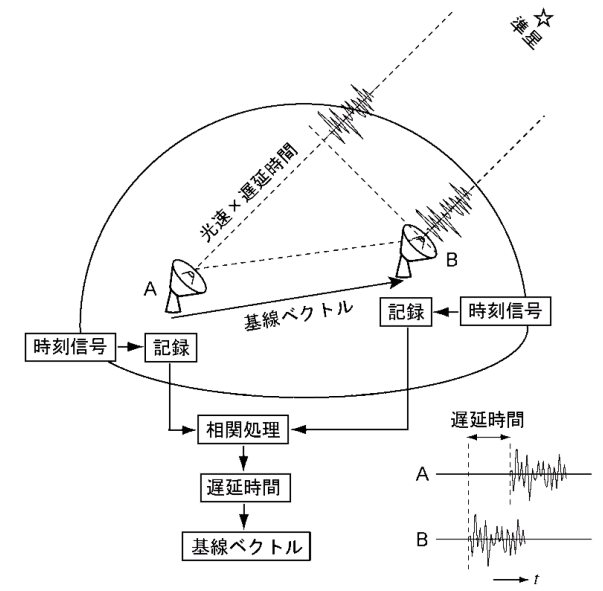 準星
光速×遅延時間
A
B
基線ベクトル
時刻信号
記録
記録
時刻信号
相関処理
遅延時間
基線ベクトル
遅延時間
A
B
t